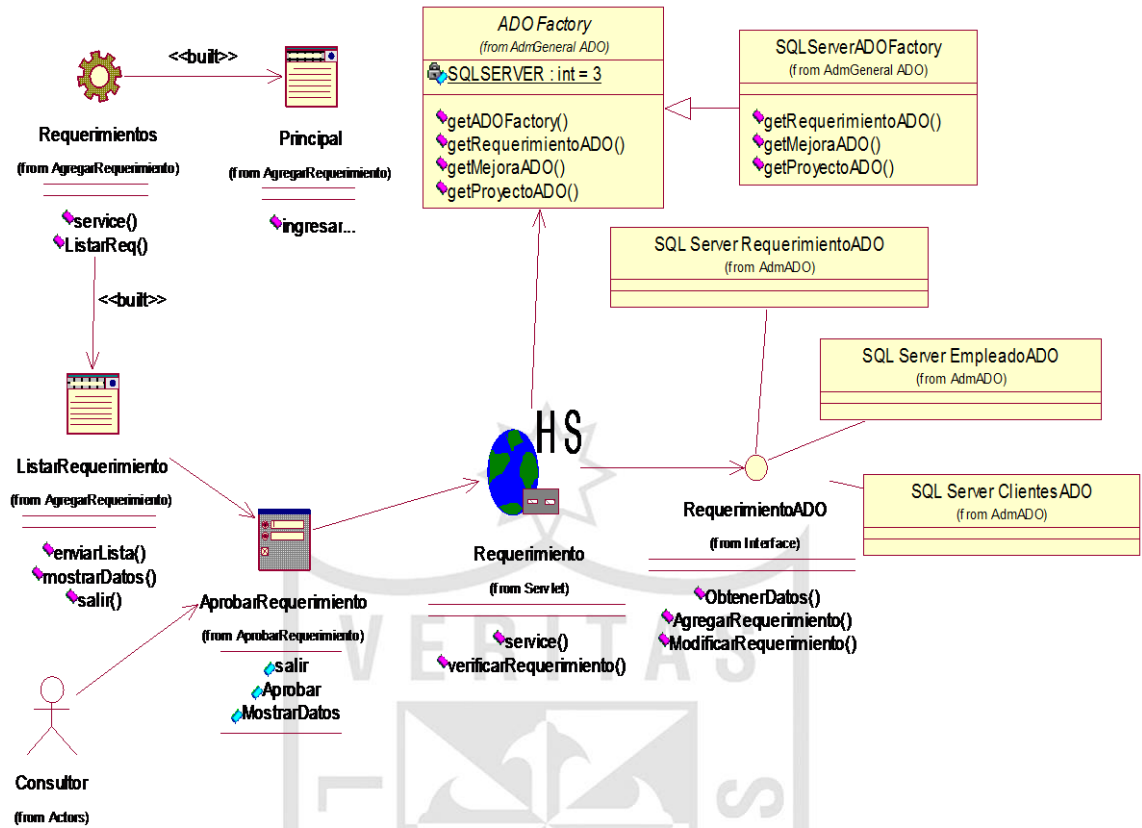 <<built>>
Requerimientos
(from AgregarRequerimiento)
service()
ListarReq()
Principal
(from AgregarRequerimiento)
ingresar...
ADO Factory
(from AdmGeneral ADO)
SQLSERVER : int = 3
getADOFactory()
getRequerimientoADO()
getMejoraADO()
getProyectoADO()
SQLServerADOFactory
(from AdmGeneral ADO)
getRequerimientoADO()
getMejoraADO()
getProyectoADO()
<<built>>
SQL Server RequerimientoADO
(from AdmADO)
SQL Server EmpleadoADO
(from AdmADO)
SQL Server ClientesADO
(from AdmADO)
ListarRequerimiento
(from AgregarRequerimiento)
enviarLista()
mostrarDatos()
salir()
AprobarRequerimiento
(from AprobarRequerimiento)
salir
Aprobar
MostrarDatos
HS
Requerimiento
(from Servlet)
service()
verificarRequerimiento()
RequerimientoADO
(from Interface)
ObtenerDatos()
AgregarRequerimiento()
ModificarRequerimiento()
Consultor
(from Actors)
VERITAS
L
S